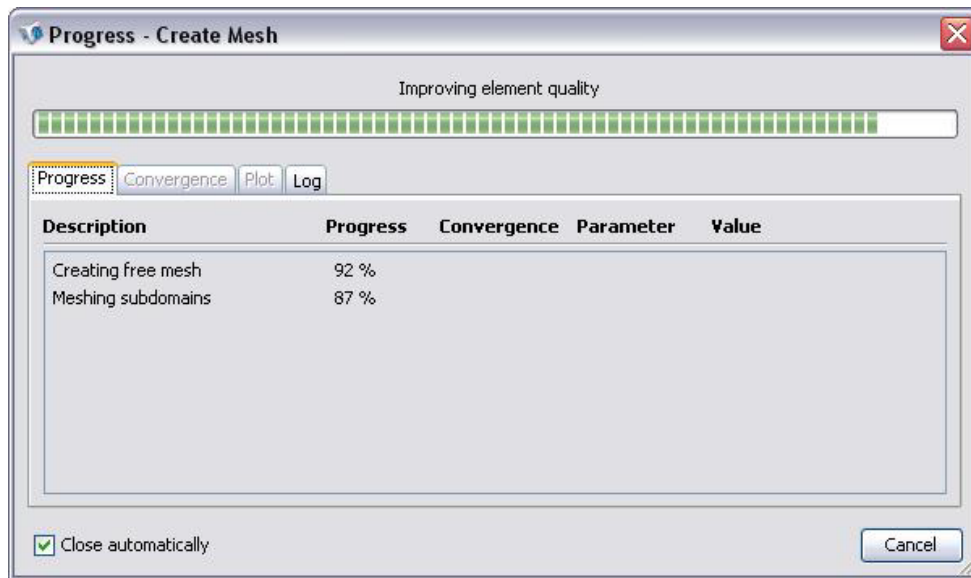 Progress - Create Mesh
Improving element quality
Progress Convergence Plot Log
Description Progress Convergence Parameter Value
Creating free mesh 92 %
Meshing subdomains 87 %
Close automatically Cancel